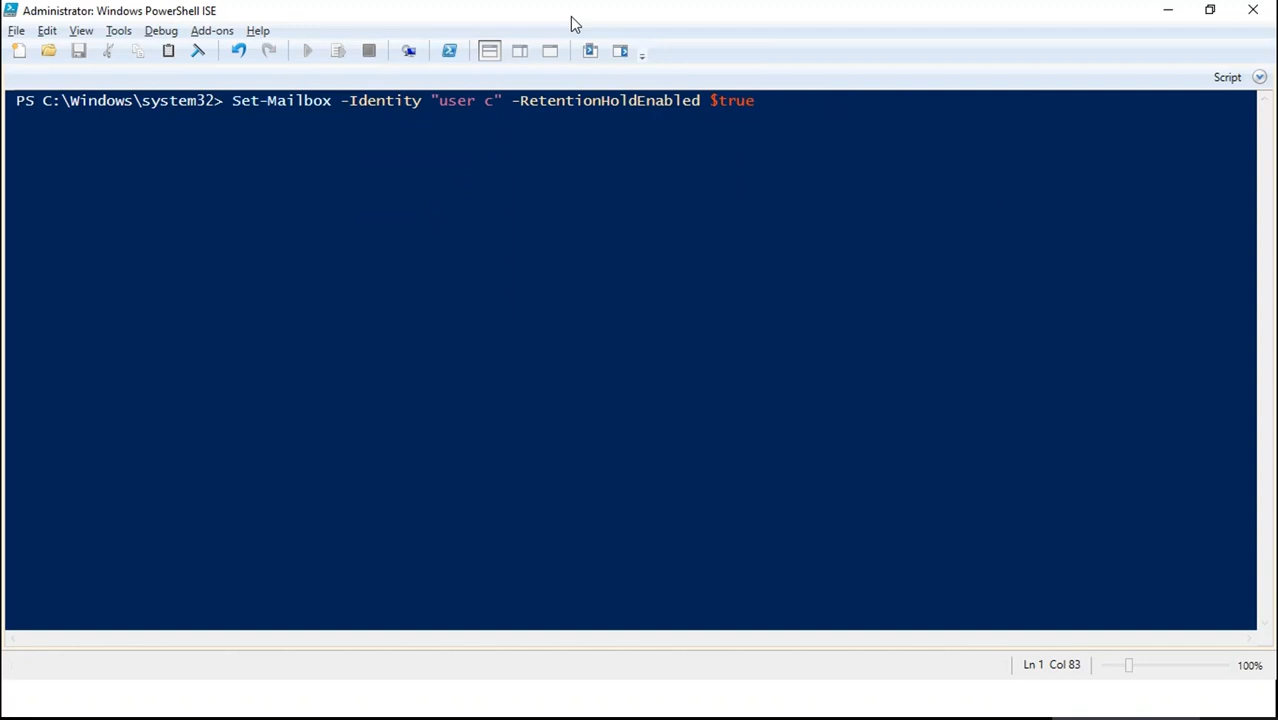 Administrator: Windows PowerShell ISE
File Edit View Tools Debug Add-ons Help
Script
PS C:\Windows\system32> Set-Mailbox -Identity "user c" -RetentionHoldEnabled $true
Ln 1 Col 83 100%